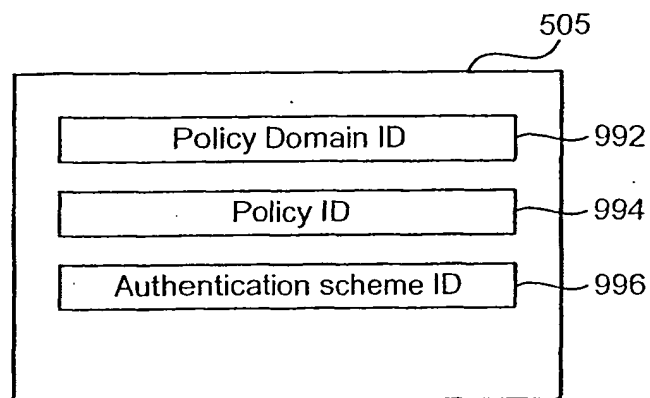 505
Policy Domain ID 992
Policy ID 994
Authentication scheme ID 996